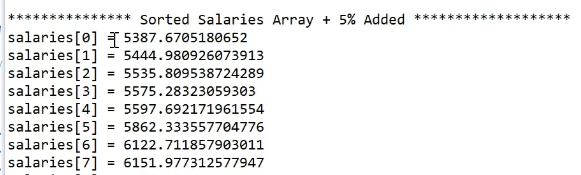 *************** Sorted Salaries Array + 5% Added *******************
salaries[0] = 5387.6705180652
salaries[1] = 5444.980926073913
salaries[2] = 5535.809538724289
salaries[3] = 5575.28323059303
salaries[4] = 5597.692171961554
salaries[5] = 5862.333557704776
salaries[6] = 6122.711857903011
salaries[7] = 6151.977312577947